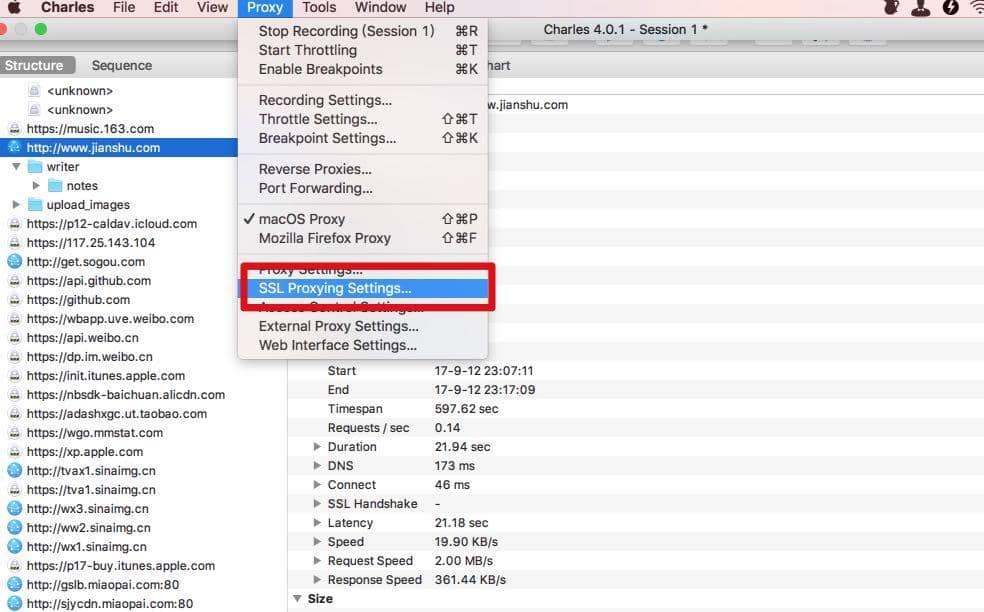 Charles File Edit View Proxy Tools Window Help
Charles 4.0.1 - Session 1 *
Structure Sequence
<unknown>
<unknown>
https://music.163.com
http://www.jianshu.com
writer
notes
upload_images
https://p12-caldav.icloud.com
https://117.25.143.104
http://get.sogou.com
https://api.github.com
https://github.com
https://wbapp.uve.weibo.com
https://api.weibo.cn
https://dp.im.weibo.cn
https://init.itunes.apple.com
https://nbsdk-baichuan.alicdn.com
https://adashxgc.ut.taobao.com
https://wgo.mmstat.com
https://xp.apple.com
http://tvax1.sinaimg.cn
https://tva1.sinaimg.cn
http://wx3.sinaimg.cn
http://ww2.sinaimg.cn
http://wx1.sinaimg.cn
https://p17-buy.itunes.apple.com
http://gslb.miaopai.com:80
http://sjycdn.miaopai.com:80
Stop Recording (Session 1) ⌘R
Start Throttling ⌘T
Enable Breakpoints ⌘K
Recording Settings...
Throttle Settings... ⇧⌘T
Breakpoint Settings... ⇧⌘K
Reverse Proxies...
Port Forwarding...
✓ macOS Proxy ⇧⌘P
Mozilla Firefox Proxy ⇧⌘F
Proxy Settings...
SSL Proxying Settings...
Access Control Settings...
External Proxy Settings...
Web Interface Settings...
hart
w.jianshu.com
Start 17-9-12 23:07:11
End 17-9-12 23:17:09
Timespan 597.62 sec
Requests / sec 0.14
Duration 21.94 sec
DNS 173 ms
Connect 46 ms
SSL Handshake -
Latency 21.18 sec
Speed 19.90 KB/s
Request Speed 2.00 MB/s
Response Speed 361.44 KB/s
Size